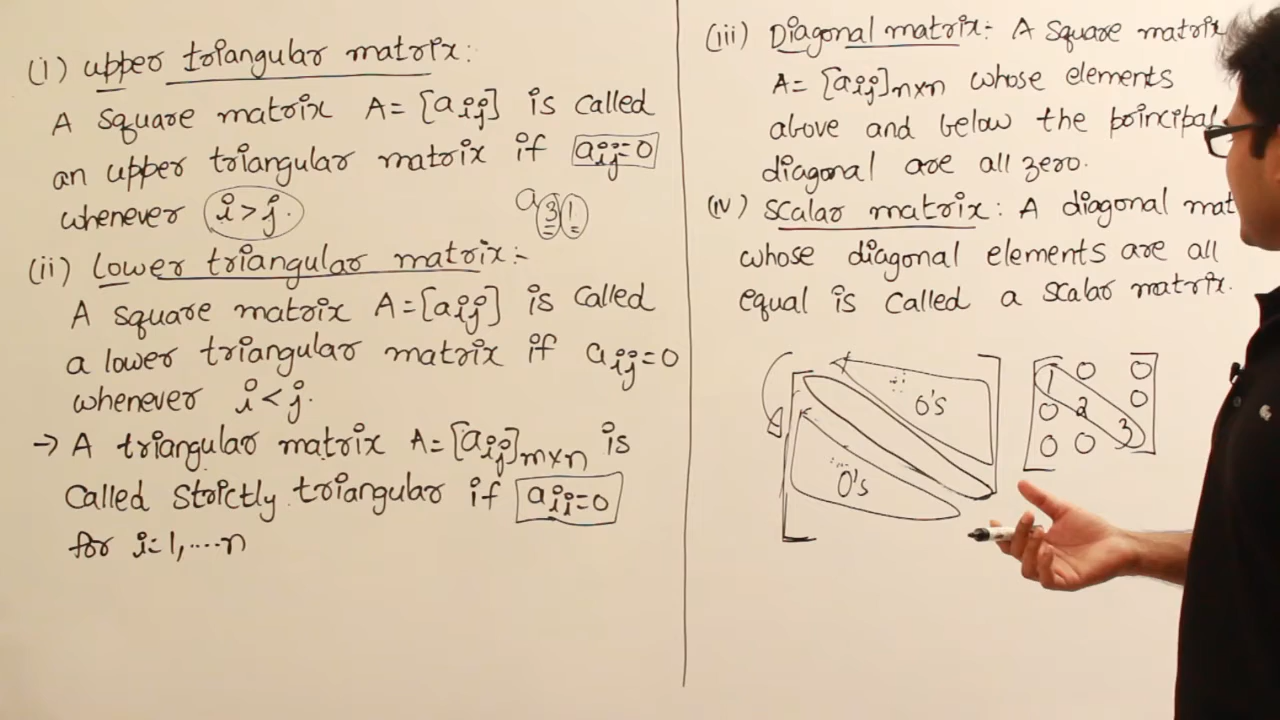 (i) upper triangular matrix:
A square matrix A = [aij] is called
an upper triangular matrix if aij=0
whenever i > j.
a31
(ii) Lower triangular matrix:-
A square matrix A = [aij] is called
a lower triangular matrix if aij=0
whenever i < j.
→ A triangular matrix A = [aij]m×n is
called strictly triangular if aii=0
for i=1,....n
(iii) Diagonal matrix:- A square matrix
A = [aij]n×n whose elements
above and below the principal
diagonal are all zero.
(iv) Scalar matrix: A diagonal mat
whose diagonal elements are all
equal is called a scalar matrix.
0's
0's
1 0 0
0 2 0
0 0 3